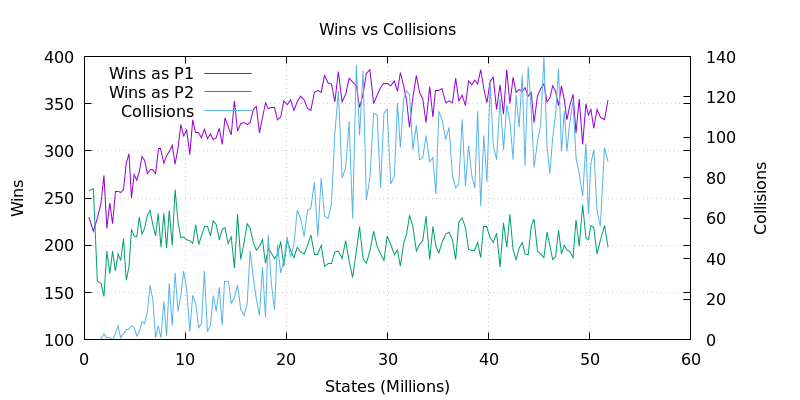 Wins vs Collisions
Wins as P1
Wins as P2
Collisions
400
350
300
250
200
150
100
140
120
100
80
60
40
20
0
0 10 20 30 40 50 60
Wins
Collisions
States (Millions)